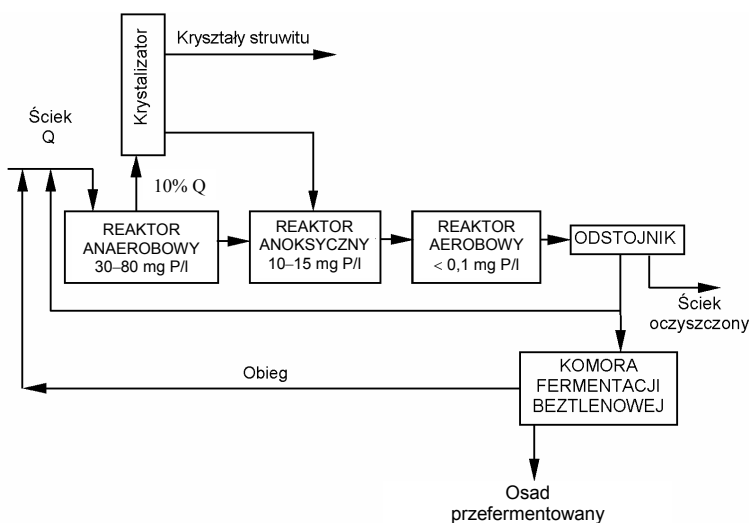 Kryształy struwitu
Krystalizator
Ściek
Q
10% Q
REAKTOR
ANAEROBOWY
30–80 mg P/l
REAKTOR
ANOKSYCZNY
10–15 mg P/l
REAKTOR
AEROBOWY
< 0,1 mg P/l
ODSTOJNIK
Ściek
oczyszczony
Obieg
KOMORA
FERMENTACJI
BEZTLENOWEJ
Osad
przefermentowany